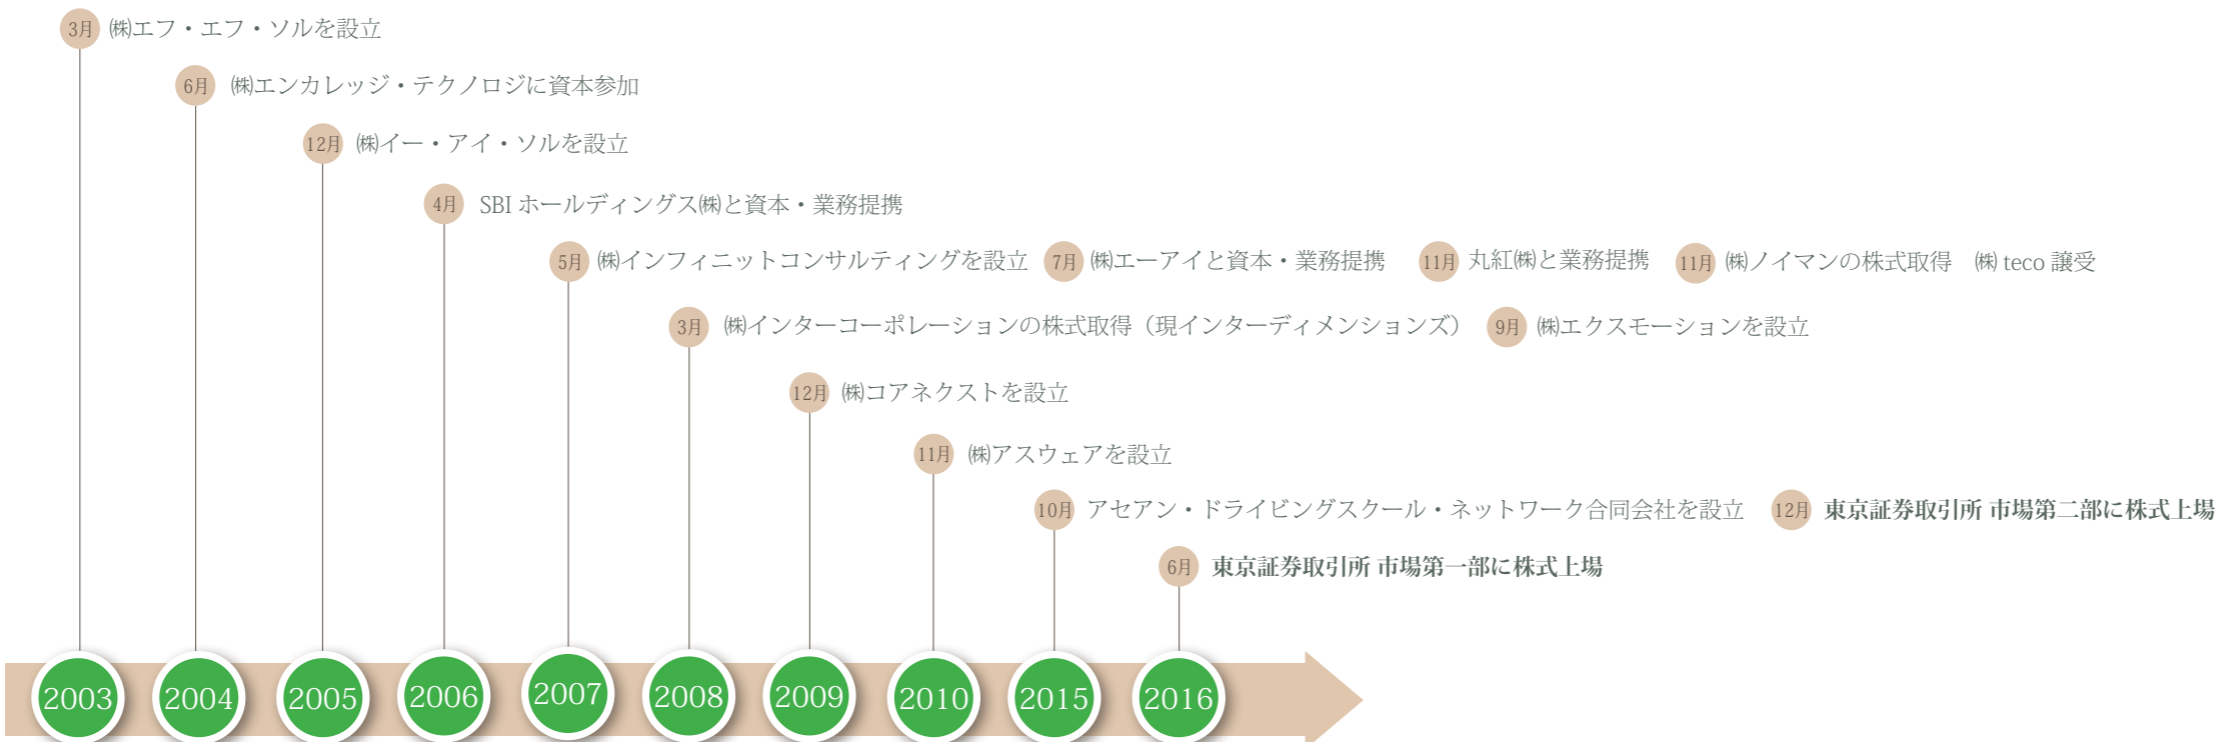 3月 ㈱エフ・エフ・ソルを設立
6月 ㈱エンカレッジ・テクノロジに資本参加
12月 ㈱イー・アイ・ソルを設立
4月 SBI ホールディングス㈱と資本・業務提携
5月 ㈱インフィニットコンサルティングを設立 7月 ㈱エーアイと資本・業務提携 11月 丸紅㈱と業務提携 11月 ㈱ノイマンの株式取得 ㈱ teco 譲受
3月 ㈱インターコーポレーションの株式取得（現インターディメンションズ） 9月 ㈱エクスモーションを設立
12月 ㈱コアネクストを設立
11月 ㈱アスウェアを設立
10月 アセアン・ドライビングスクール・ネットワーク合同会社を設立 12月 東京証券取引所 市場第二部に株式上場
6月 東京証券取引所 市場第一部に株式上場
2003 2004 2005 2006 2007 2008 2009 2010 2015 2016